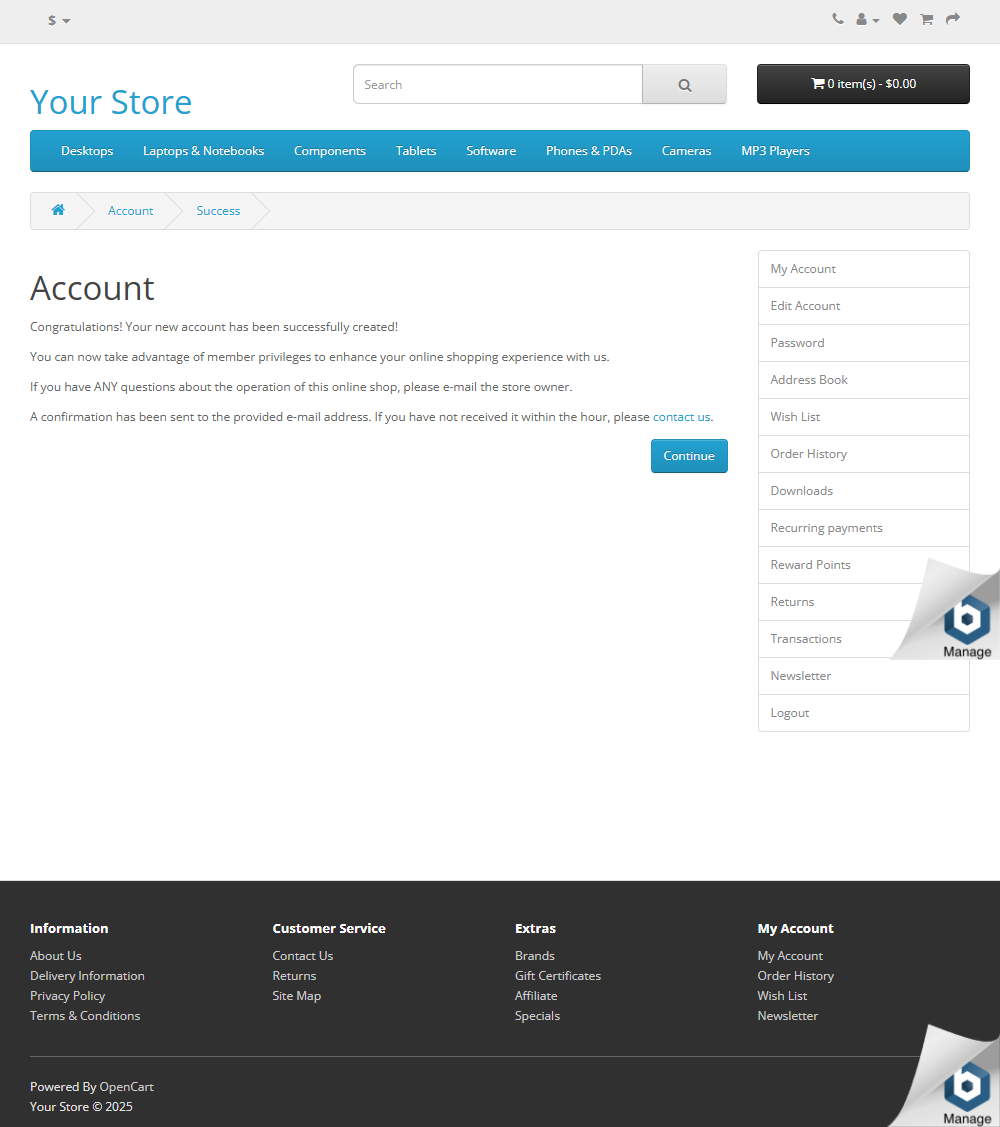 $
Your Store
Search
0 item(s) - $0.00
Desktops
Laptops & Notebooks
Components
Tablets
Software
Phones & PDAs
Cameras
MP3 Players
Account
Success
Account
Congratulations! Your new account has been successfully created!
You can now take advantage of member privileges to enhance your online shopping experience with us.
If you have ANY questions about the operation of this online shop, please e-mail the store owner.
A confirmation has been sent to the provided e-mail address. If you have not received it within the hour, please contact us.
Continue
My Account
Edit Account
Password
Address Book
Wish List
Order History
Downloads
Recurring payments
Reward Points
Returns
Transactions
Newsletter
Logout
Manage
Information
About Us
Delivery Information
Privacy Policy
Terms & Conditions
Customer Service
Contact Us
Returns
Site Map
Extras
Brands
Gift Certificates
Affiliate
Specials
My Account
My Account
Order History
Wish List
Newsletter
Powered By OpenCart
Your Store © 2025
Manage